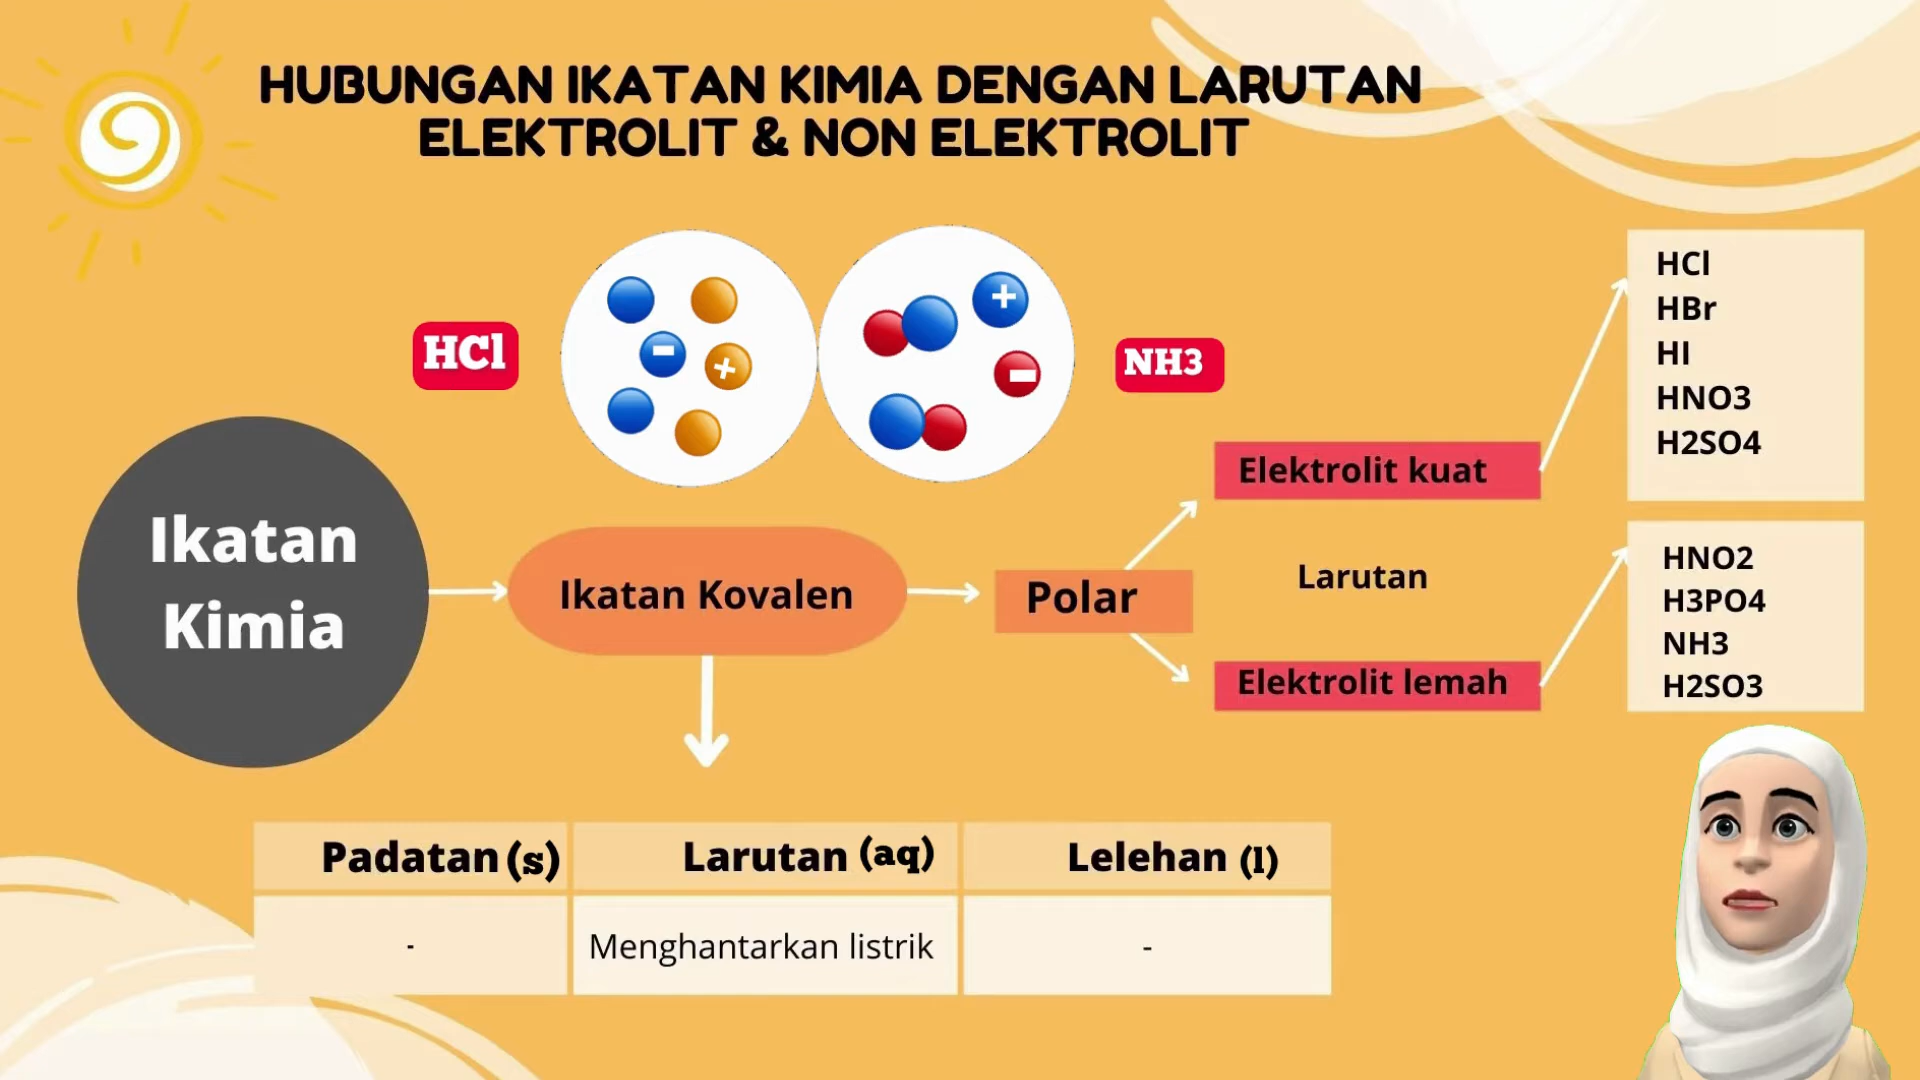 HUBUNGAN IKATAN KIMIA DENGAN LARUTAN
ELEKTROLIT & NON ELEKTROLIT
HCl
NH3
Ikatan
Kimia
Ikatan Kovalen
Polar
Elektrolit kuat
Larutan
Elektrolit lemah
HCl
HBr
HI
HNO3
H2SO4
HNO2
H3PO4
NH3
H2SO3
Padatan (s)
Larutan (aq)
Lelehan (l)
-
Menghantarkan listrik
-